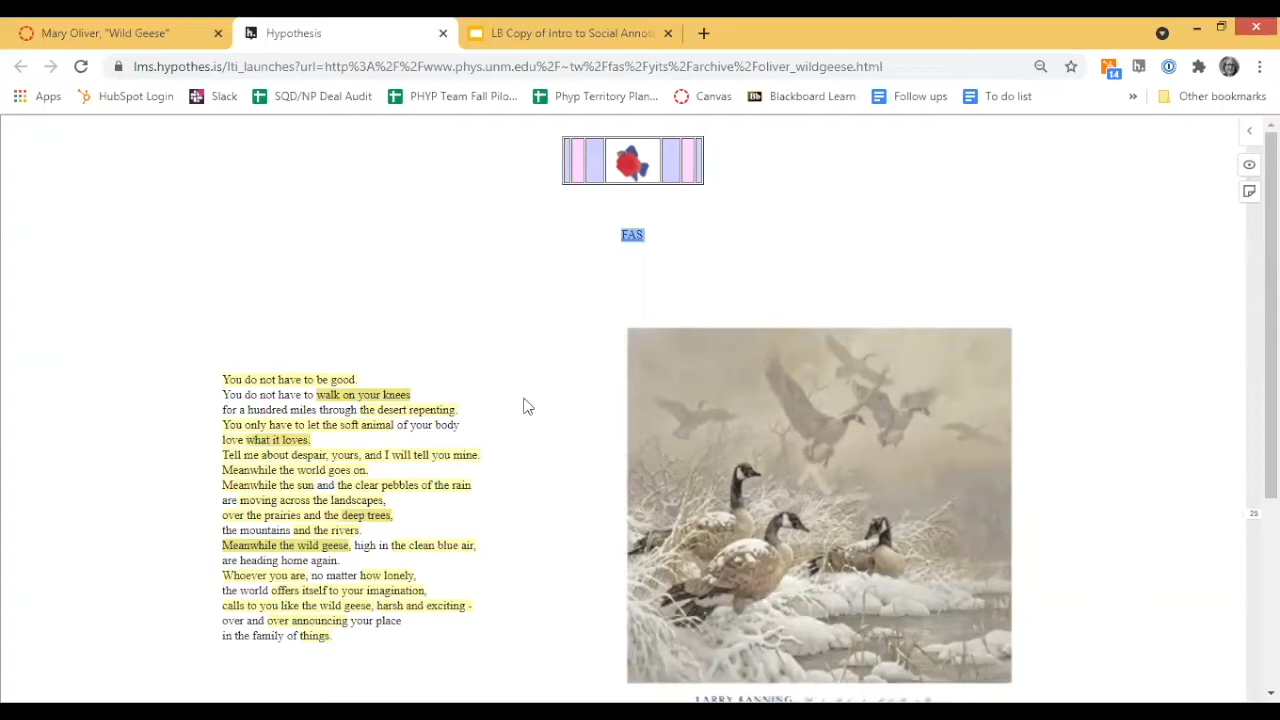 Mary Oliver, "Wild Geese"
Hypothesis
LB Copy of Intro to Social Annota
lms.hypothes.is/lti_launches?url=http%3A%2F%2Fwww.phys.unm.edu%2F~tw%2Ffas%2Fyits%2Farchive%2Foliver_wildgeese.html
14
Apps
HubSpot Login
Slack
SQD/NP Deal Audit
PHYP Team Fall Pilo...
Phyp Territory Plan...
Canvas
Blackboard Learn
Follow ups
To do list
Other bookmarks
FAS
You do not have to be good.
You do not have to walk on your knees
for a hundred miles through the desert repenting.
You only have to let the soft animal of your body
love what it loves.
Tell me about despair, yours, and I will tell you mine.
Meanwhile the world goes on.
Meanwhile the sun and the clear pebbles of the rain
are moving across the landscapes,
over the prairies and the deep trees,
the mountains and the rivers.
Meanwhile the wild geese, high in the clean blue air,
are heading home again.
Whoever you are, no matter how lonely,
the world offers itself to your imagination,
calls to you like the wild geese, harsh and exciting -
over and over announcing your place
in the family of things.
25